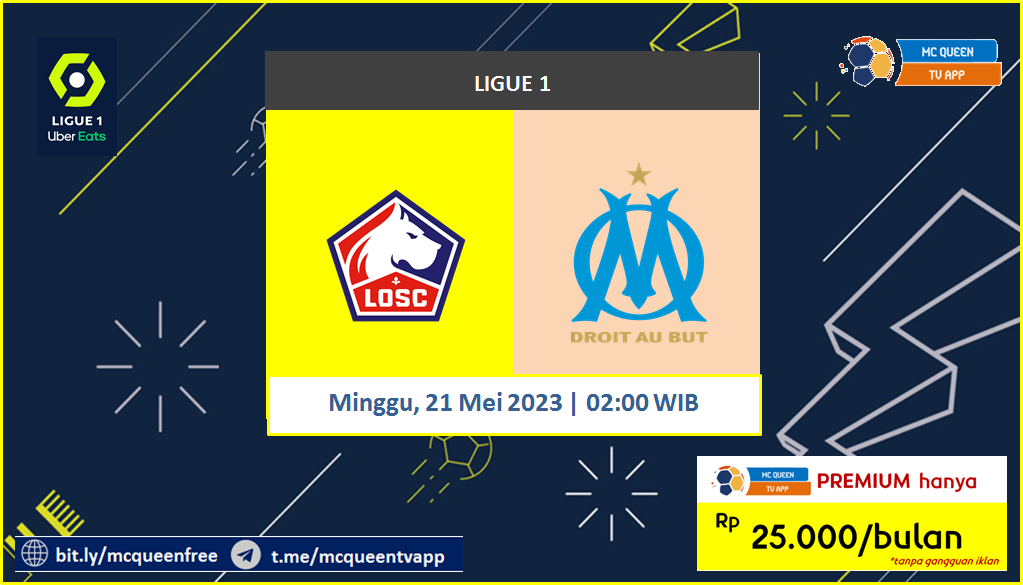 LIGUE 1
Uber Eats
LIGUE 1
MC QUEEN
TV APP
LOSC
DROIT AU BUT
Minggu, 21 Mei 2023 | 02:00 WIB
MC QUEEN
TV APP
PREMIUM hanya
Rp 25.000/bulan
*tanpa gangguan iklan
bit.ly/mcqueenfree
t.me/mcqueentvapp